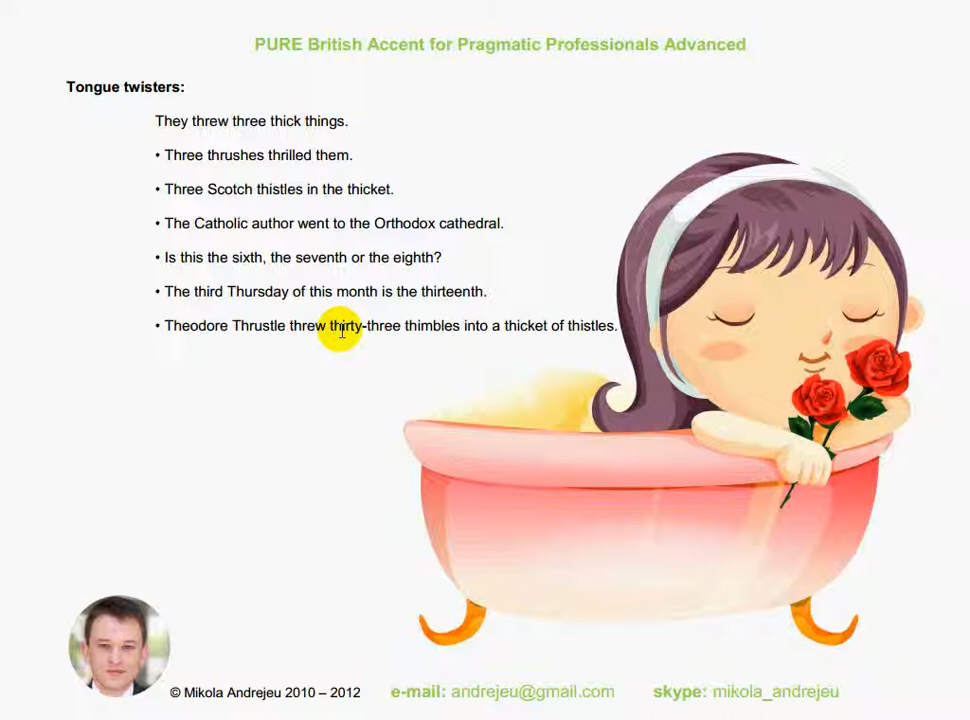 PURE British Accent for Pragmatic Professionals Advanced
Tongue twisters:
They threw three thick things.
• Three thrushes thrilled them.
• Three Scotch thistles in the thicket.
• The Catholic author went to the Orthodox cathedral.
• Is this the sixth, the seventh or the eighth?
• The third Thursday of this month is the thirteenth.
• Theodore Thrustle threw thirty-three thimbles into a thicket of thistles.
© Mikola Andrejeu 2010 – 2012 e-mail: andrejeu@gmail.com skype: mikola_andrejeu